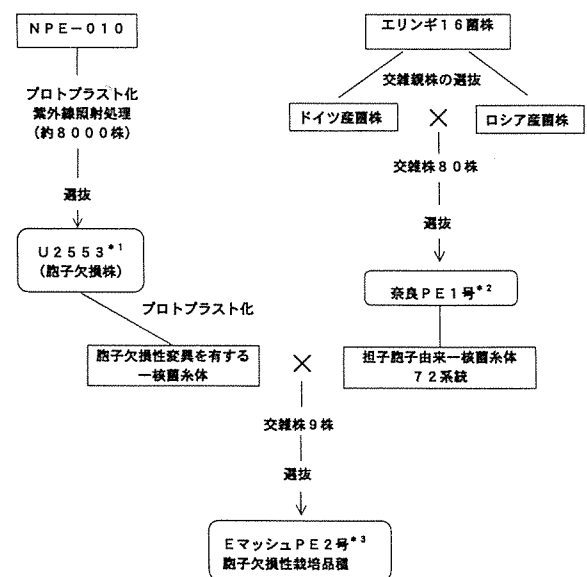 NPE-010
プロトプラスト化
紫外線照射処理
(約8000株)
選抜
U2553*1
(胞子欠損株)
プロトプラスト化
胞子欠損性変異を有する
一核菌糸体
エリンギ16菌株
交雑親株の選抜
ドイツ産菌株
×
ロシア産菌株
交雑株80株
選抜
奈良PE1号*2
担子胞子由来一核菌糸体
72系統
×
交雑株9株
選抜
EマッシュPE2号*3
胞子欠損性栽培品種